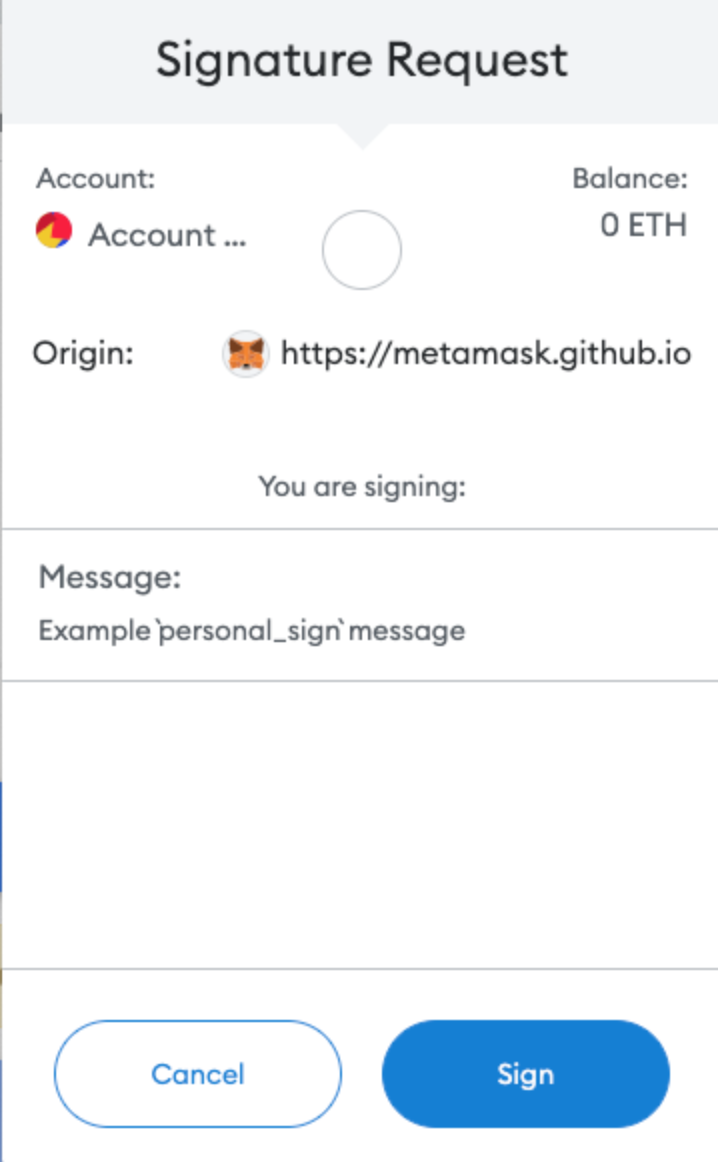 Signature Request
Account:
Balance:
Account ...
0 ETH
Origin:
https://metamask.github.io
You are signing:
Message:
Example `personal_sign` message
Cancel
Sign